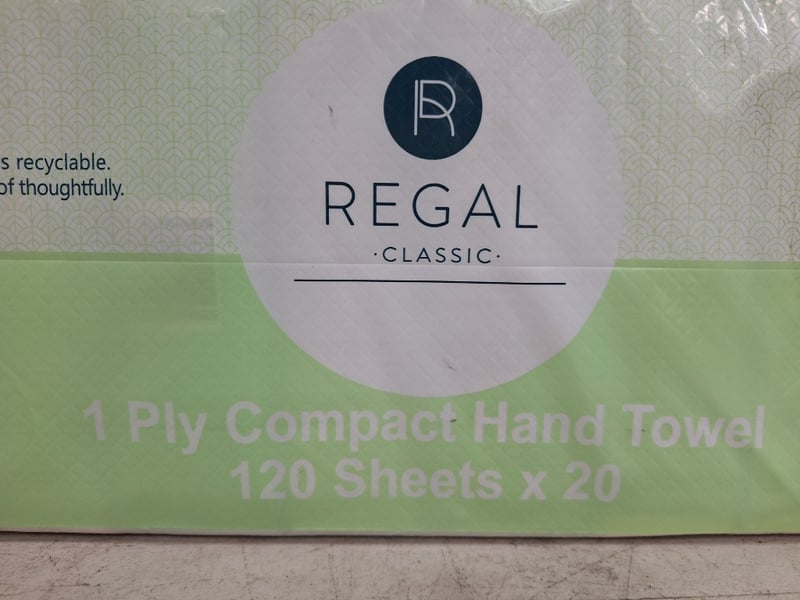 s recyclable.
of thoughtfully.
R
REGAL
·CLASSIC·
1 Ply Compact Hand Towel
120 Sheets x 20